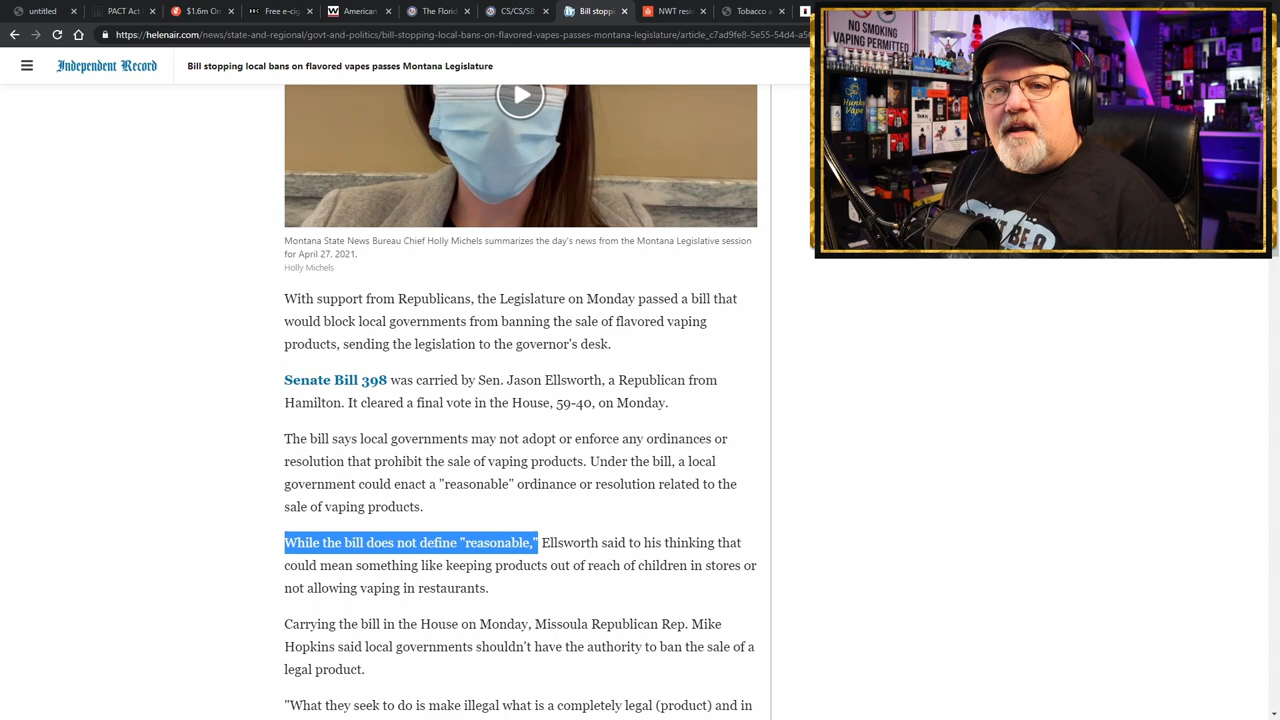 untitled
$1.6m O
Free e-cig
American
CS/CS/SB
Bill stopp
NWT resi
Tobacco a
helenair.com/news/state-and-regional/govt-and-politics/bill-stopping-local-bans-on-flavored-vapes-passes-montana-legislature/article_c7ad9fe8-5e55-54d4-a5
Independent Record
Bill stopping local bans on flavored vapes passes Montana Legislature
NO SMOKING
VAPING PERMITTED
VAPE
Hunky
Vape
Montana State News Bureau Chief Holly Michels summarizes the day's news from the Montana Legislative session
for April 27, 2021.
Holly Michels
With support from Republicans, the Legislature on Monday passed a bill that
would block local governments from banning the sale of flavored vaping
products, sending the legislation to the governor's desk.
Senate Bill 398 was carried by Sen. Jason Ellsworth, a Republican from
Hamilton. It cleared a final vote in the House, 59-40, on Monday.
The bill says local governments may not adopt or enforce any ordinances or
resolution that prohibit the sale of vaping products. Under the bill, a local
government could enact a "reasonable" ordinance or resolution related to the
sale of vaping products.
While the bill does not define "reasonable," Ellsworth said to his thinking that
could mean something like keeping products out of reach of children in stores or
not allowing vaping in restaurants.
Carrying the bill in the House on Monday, Missoula Republican Rep. Mike
Hopkins said local governments shouldn't have the authority to ban the sale of a
legal product.
"What they seek to do is make illegal what is a completely legal (product) and in